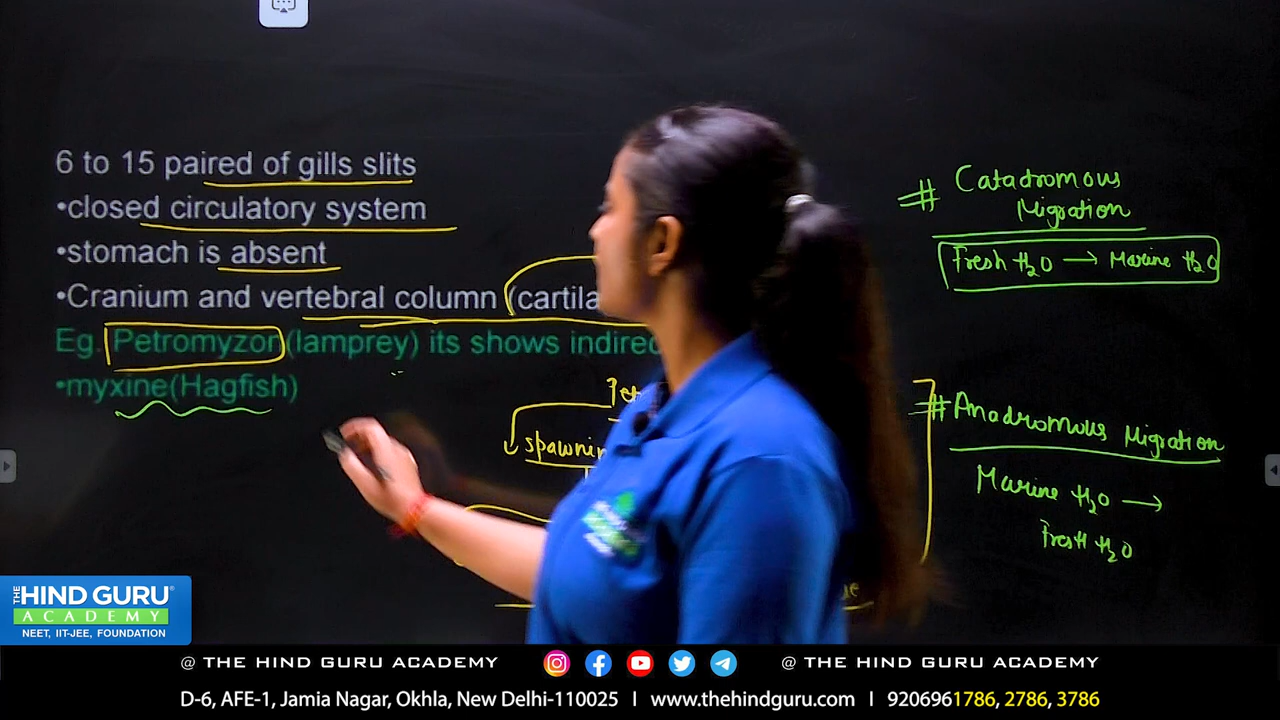 6 to 15 paired of gills slits
•closed circulatory system
•stomach is absent
•Cranium and vertebral column (cartila
Eg. Petromyzon(lamprey) its shows indirec
•myxine(Hagfish)
Pet
spawnin
# Catadromous
Migration
Fresh H2O → Marine H2O
# Anadromous Migration
Marine H2O →
Fresh H2O
THE HIND GURU®
ACADEMY
NEET, IIT-JEE, FOUNDATION
@ THE HIND GURU ACADEMY @ THE HIND GURU ACADEMY
D-6, AFE-1, Jamia Nagar, Okhla, New Delhi-110025 | www.thehindguru.com | 9206961786, 2786, 3786